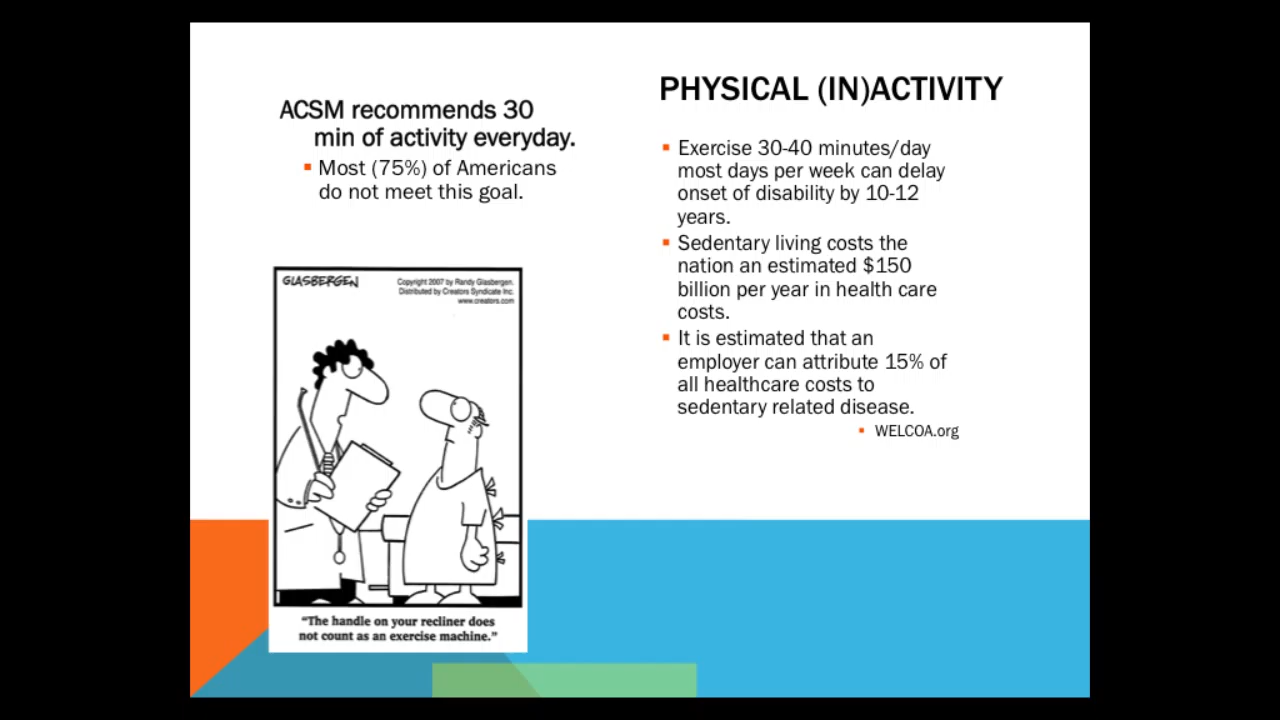 PHYSICAL (IN)ACTIVITY
ACSM recommends 30
min of activity everyday.
▪ Most (75%) of Americans
do not meet this goal.
GLASBERGEN
Copyright 2007 by Randy Glasbergen.
Distributed by Creators Syndicate Inc.
www.creators.com
"The handle on your recliner does
not count as an exercise machine."
▪ Exercise 30-40 minutes/day
most days per week can delay
onset of disability by 10-12
years.
▪ Sedentary living costs the
nation an estimated $150
billion per year in health care
costs.
▪ It is estimated that an
employer can attribute 15% of
all healthcare costs to
sedentary related disease.
▪ WELCOA.org